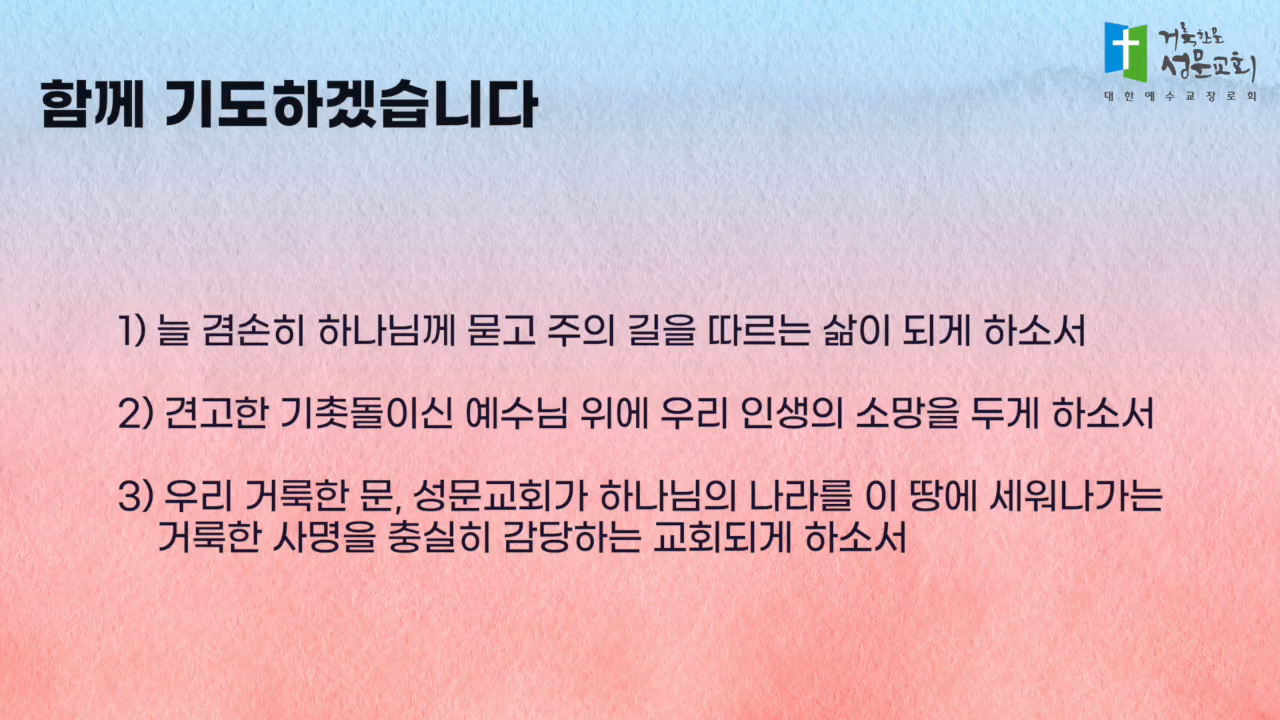 함께 기도하겠습니다
거룩한문
성문교회
대한예수교장로회
1) 늘 겸손히 하나님께 묻고 주의 길을 따르는 삶이 되게 하소서
2) 견고한 기촛돌이신 예수님 위에 우리 인생의 소망을 두게 하소서
3) 우리 거룩한 문, 성문교회가 하나님의 나라를 이 땅에 세워나가는
거룩한 사명을 충실히 감당하는 교회되게 하소서